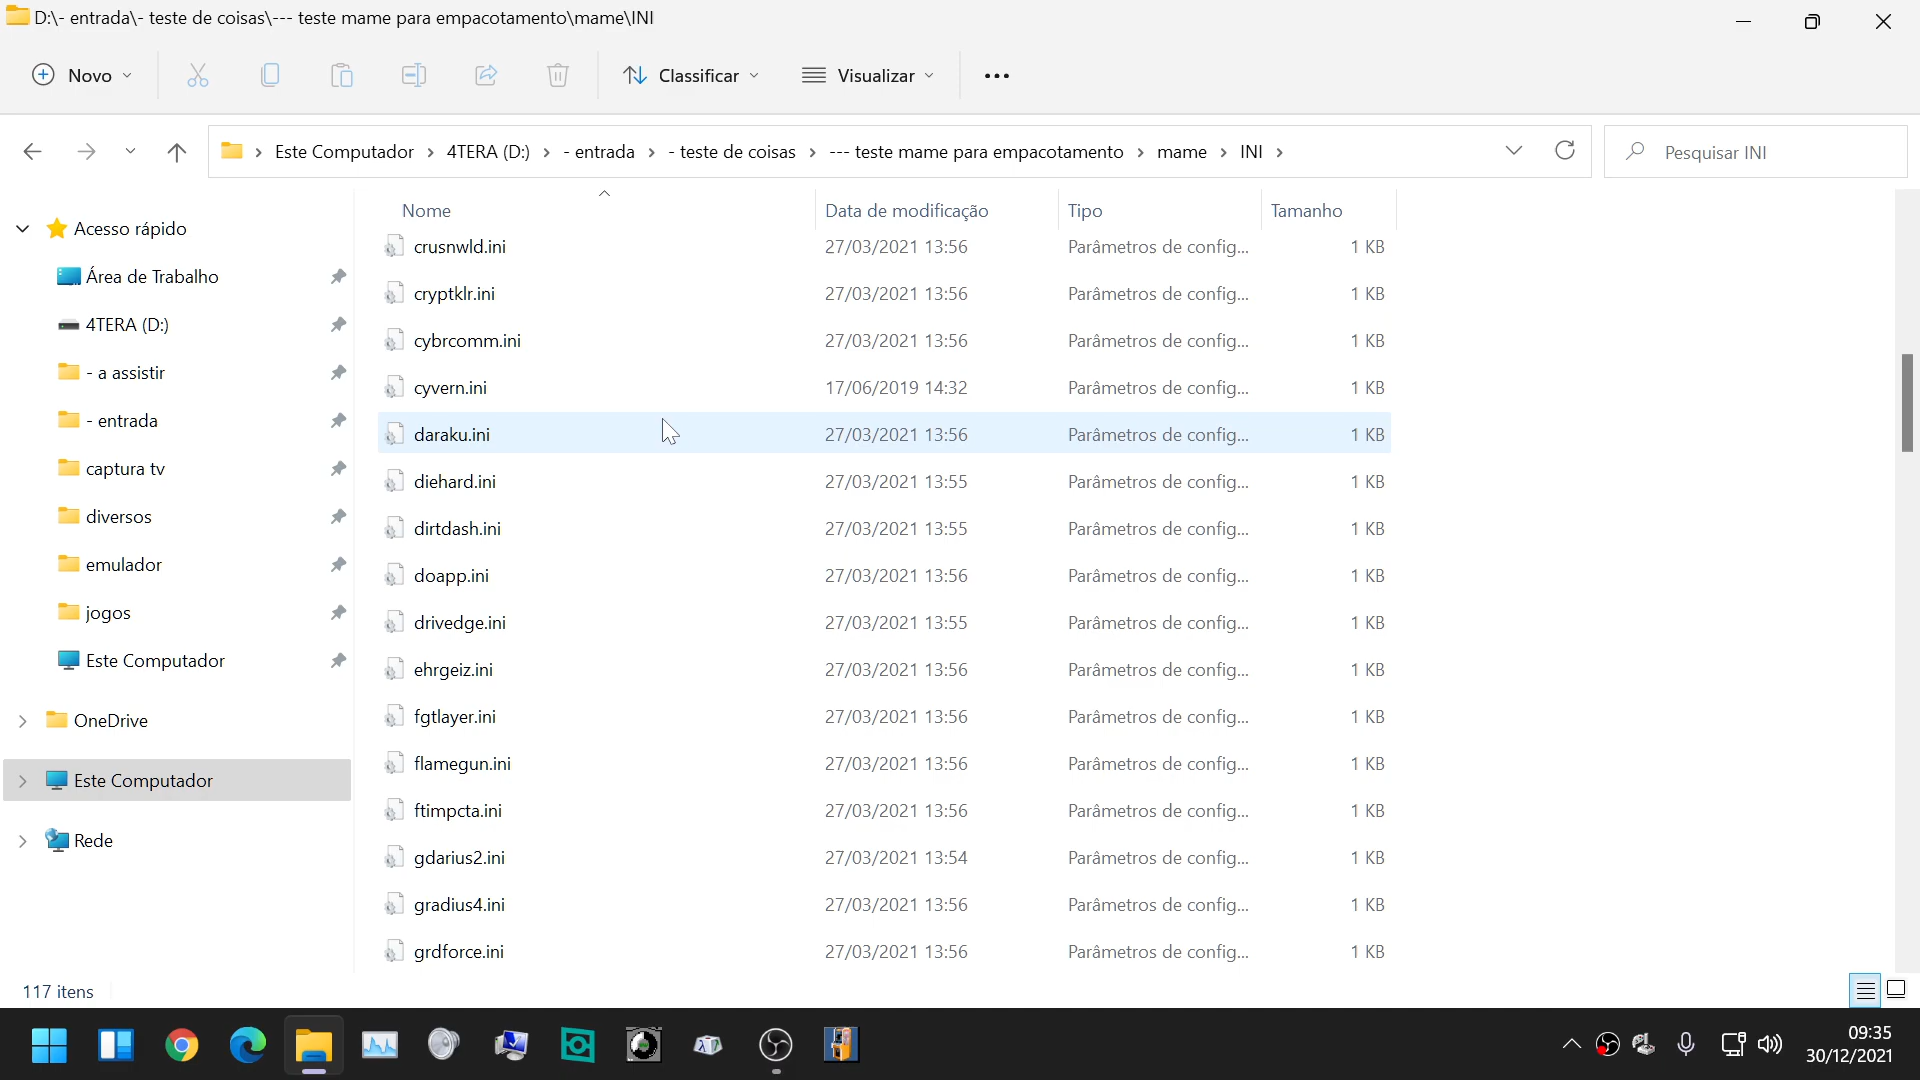 D:\- entrada\- teste de coisas\--- teste mame para empacotamento\mame\INI
Novo
Classificar
Visualizar
Este Computador › 4TERA (D:) › - entrada › - teste de coisas › --- teste mame para empacotamento › mame › INI ›
Pesquisar INI
Acesso rápido
Área de Trabalho
4TERA (D:)
- a assistir
- entrada
captura tv
diversos
emulador
jogos
Este Computador
OneDrive
Este Computador
Rede
Nome Data de modificação Tipo Tamanho
crusnwld.ini 27/03/2021 13:56 Parâmetros de config... 1 KB
cryptklr.ini 27/03/2021 13:56 Parâmetros de config... 1 KB
cybrcomm.ini 27/03/2021 13:56 Parâmetros de config... 1 KB
cyvern.ini 17/06/2019 14:32 Parâmetros de config... 1 KB
daraku.ini 27/03/2021 13:56 Parâmetros de config... 1 KB
diehard.ini 27/03/2021 13:55 Parâmetros de config... 1 KB
dirtdash.ini 27/03/2021 13:55 Parâmetros de config... 1 KB
doapp.ini 27/03/2021 13:56 Parâmetros de config... 1 KB
drivedge.ini 27/03/2021 13:55 Parâmetros de config... 1 KB
ehrgeiz.ini 27/03/2021 13:56 Parâmetros de config... 1 KB
fgtlayer.ini 27/03/2021 13:56 Parâmetros de config... 1 KB
flamegun.ini 27/03/2021 13:56 Parâmetros de config... 1 KB
ftimpcta.ini 27/03/2021 13:56 Parâmetros de config... 1 KB
gdarius2.ini 27/03/2021 13:54 Parâmetros de config... 1 KB
gradius4.ini 27/03/2021 13:56 Parâmetros de config... 1 KB
grdforce.ini 27/03/2021 13:56 Parâmetros de config... 1 KB
117 itens
09:35
30/12/2021